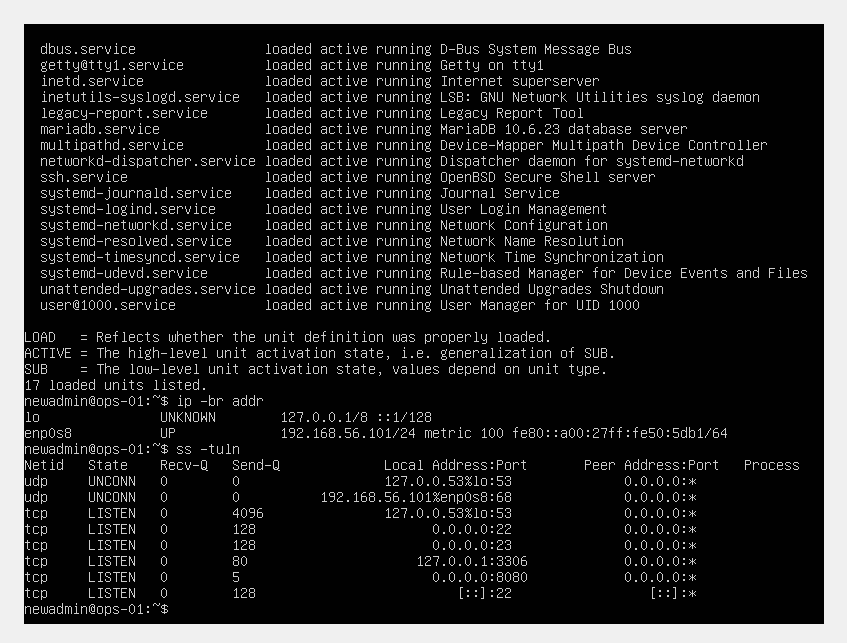 dbus.service loaded active running D-Bus System Message Bus
getty@tty1.service loaded active running Getty on tty1
inetd.service loaded active running Internet superserver
inetutils-syslogd.service loaded active running LSB: GNU Network Utilities syslog daemon
legacy-report.service loaded active running Legacy Report Tool
mariadb.service loaded active running MariaDB 10.6.23 database server
multipathd.service loaded active running Device-Mapper Multipath Device Controller
networkd-dispatcher.service loaded active running Dispatcher daemon for systemd-networkd
ssh.service loaded active running OpenBSD Secure Shell server
systemd-journald.service loaded active running Journal Service
systemd-logind.service loaded active running User Login Management
systemd-networkd.service loaded active running Network Configuration
systemd-resolved.service loaded active running Network Name Resolution
systemd-timesyncd.service loaded active running Network Time Synchronization
systemd-udevd.service loaded active running Rule-based Manager for Device Events and Files
unattended-upgrades.service loaded active running Unattended Upgrades Shutdown
user@1000.service loaded active running User Manager for UID 1000
LOAD = Reflects whether the unit definition was properly loaded.
ACTIVE = The high-level unit activation state, i.e. generalization of SUB.
SUB = The low-level unit activation state, values depend on unit type.
17 loaded units listed.
newadmin@ops-01:~$ ip -br addr
lo UNKNOWN 127.0.0.1/8 ::1/128
enp0s8 UP 192.168.56.101/24 metric 100 fe80::a00:27ff:fe50:5db1/64
newadmin@ops-01:~$ ss -tuln
Netid State Recv-Q Send-Q Local Address:Port Peer Address:Port Process
udp UNCONN 0 0 127.0.0.53%lo:53 0.0.0.0:*
udp UNCONN 0 0 192.168.56.101%enp0s8:68 0.0.0.0:*
tcp LISTEN 0 4096 127.0.0.53%lo:53 0.0.0.0:*
tcp LISTEN 0 128 0.0.0.0:22 0.0.0.0:*
tcp LISTEN 0 128 0.0.0.0:23 0.0.0.0:*
tcp LISTEN 0 80 127.0.0.1:3306 0.0.0.0:*
tcp LISTEN 0 5 0.0.0.0:8080 0.0.0.0:*
tcp LISTEN 0 128 [::]:22 [::]:*
newadmin@ops-01:~$